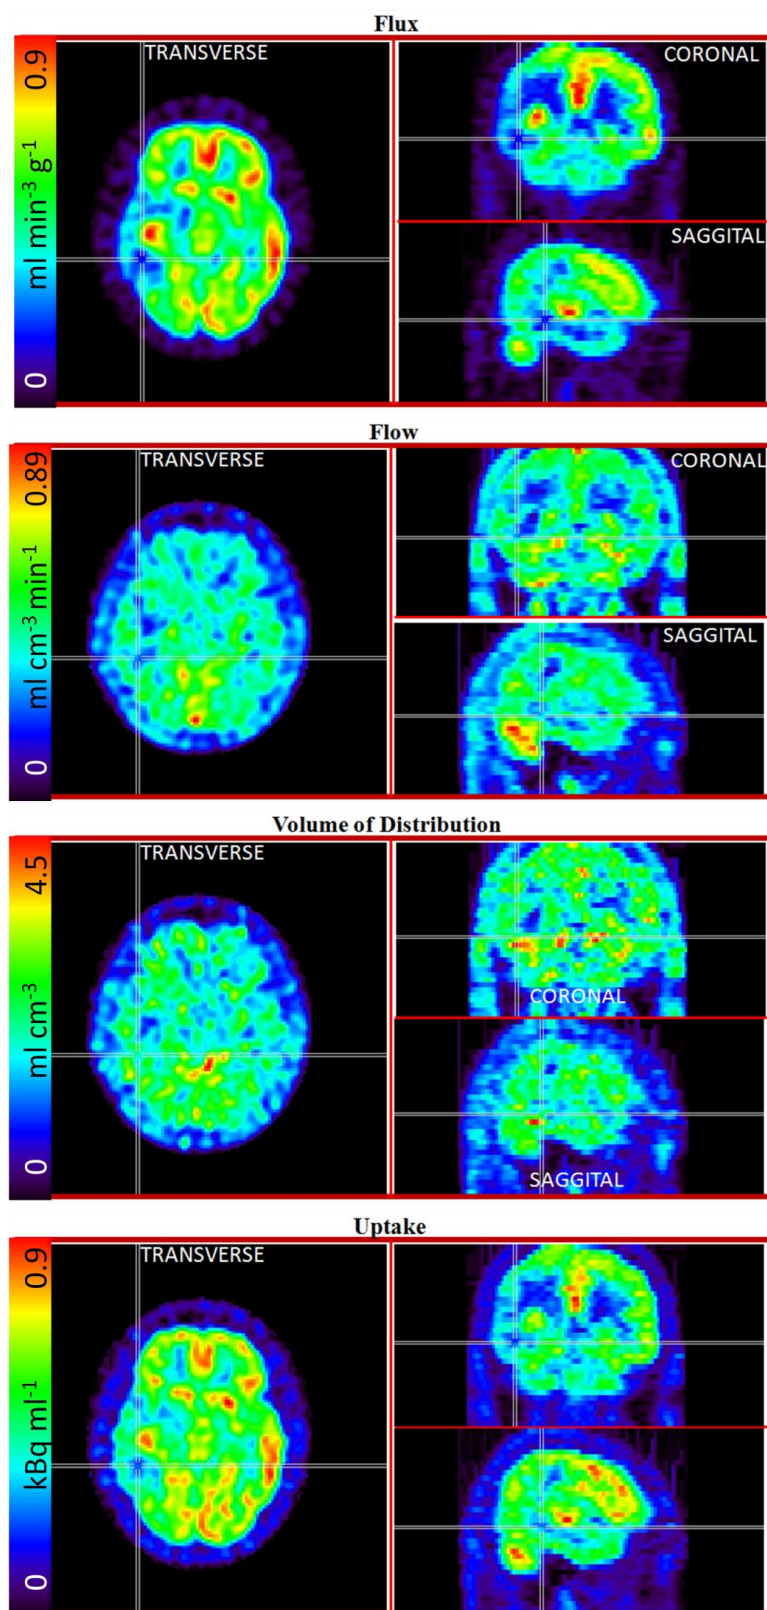 Flux
0.9
ml min-3 g-1
0
TRANSVERSE
CORONAL
SAGGITAL
Flow
0.89
ml cm-3 min-1
0
TRANSVERSE
CORONAL
SAGGITAL
Volume of Distribution
4.5
ml cm-3
0
TRANSVERSE
CORONAL
SAGGITAL
Uptake
0.9
kBq ml-1
0
TRANSVERSE